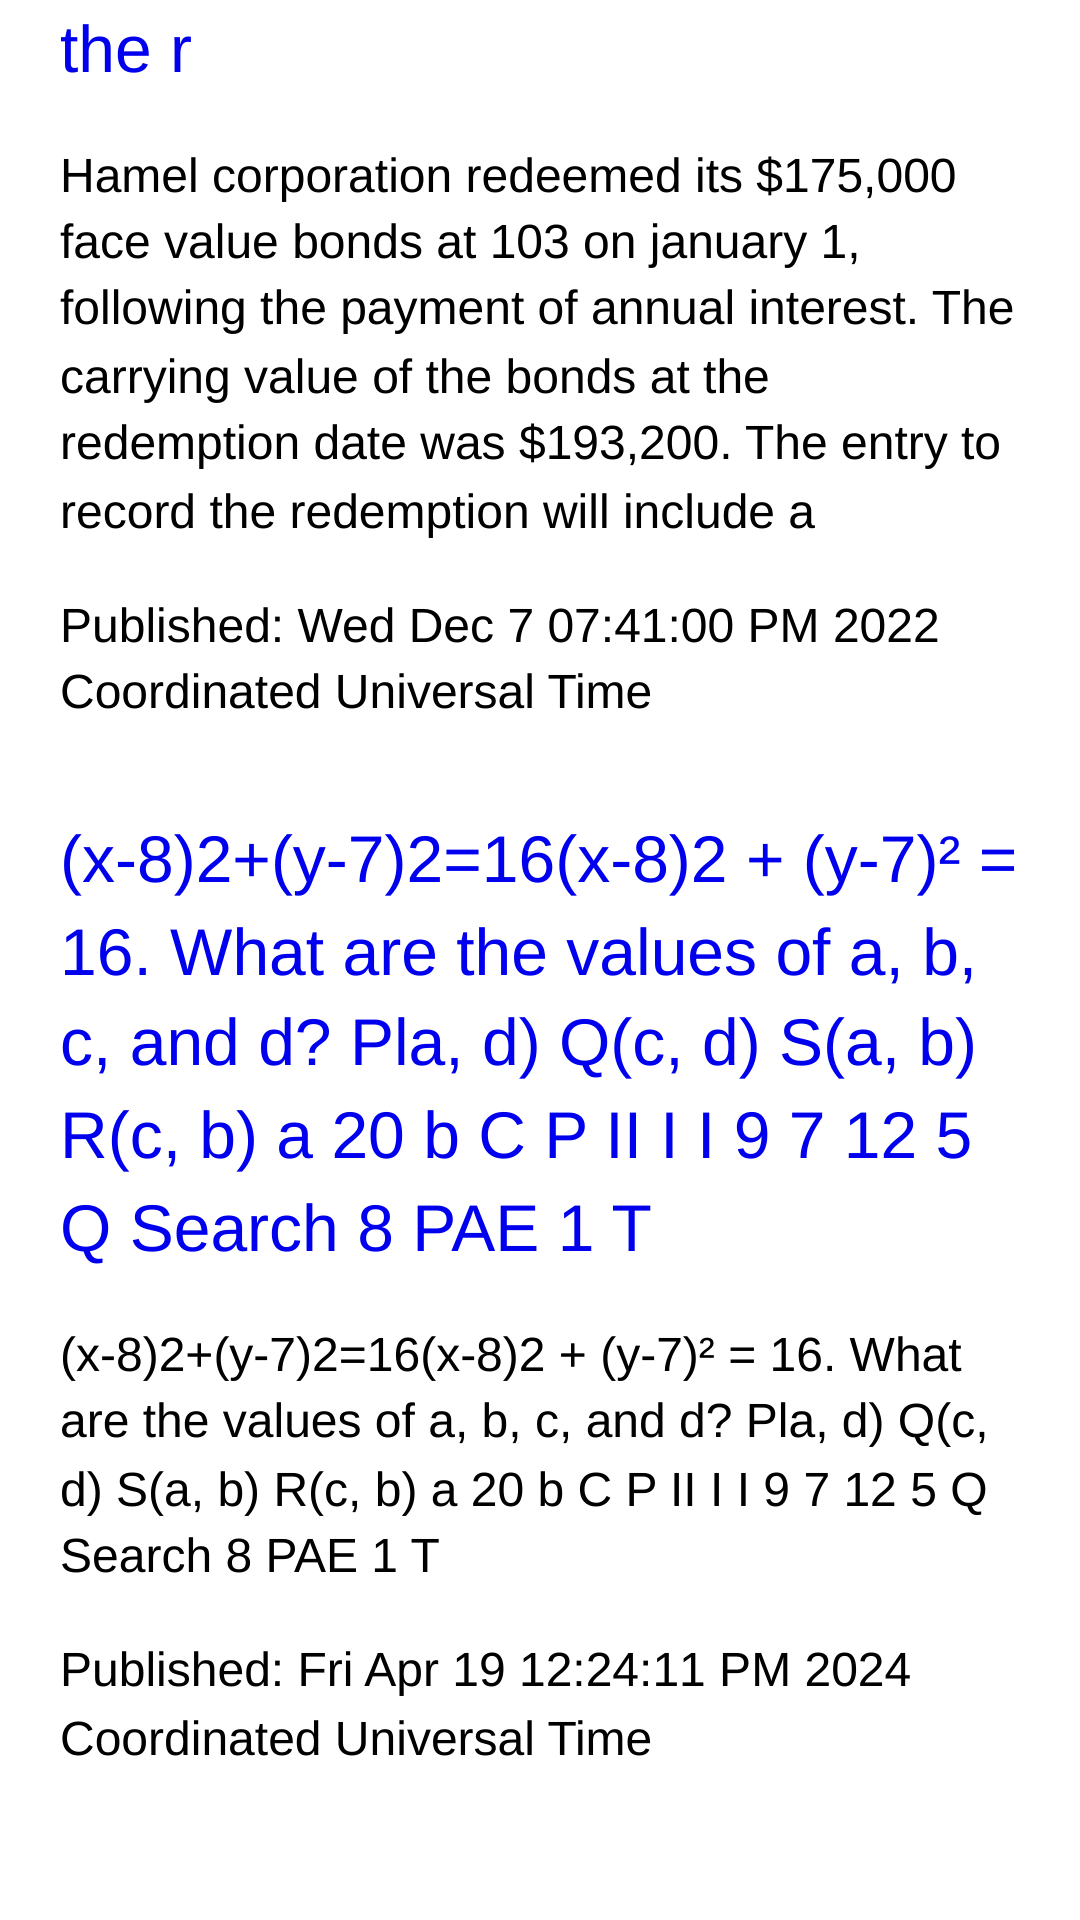 the r
Hamel corporation redeemed its $175,000
face value bonds at 103 on january 1,
following the payment of annual interest. The
carrying value of the bonds at the
redemption date was $193,200. The entry to
record the redemption will include a
Published: Wed Dec 7 07:41:00 PM 2022
Coordinated Universal Time
(x-8)2+(y-7)2=16(x-8)2 + (y-7)² =
16. What are the values of a, b,
c, and d? Pla, d) Q(c, d) S(a, b)
R(c, b) a 20 b C P II I I 9 7 12 5
Q Search 8 PAE 1 T
(x-8)2+(y-7)2=16(x-8)2 + (y-7)² = 16. What
are the values of a, b, c, and d? Pla, d) Q(c,
d) S(a, b) R(c, b) a 20 b C P II I I 9 7 12 5 Q
Search 8 PAE 1 T
Published: Fri Apr 19 12:24:11 PM 2024
Coordinated Universal Time